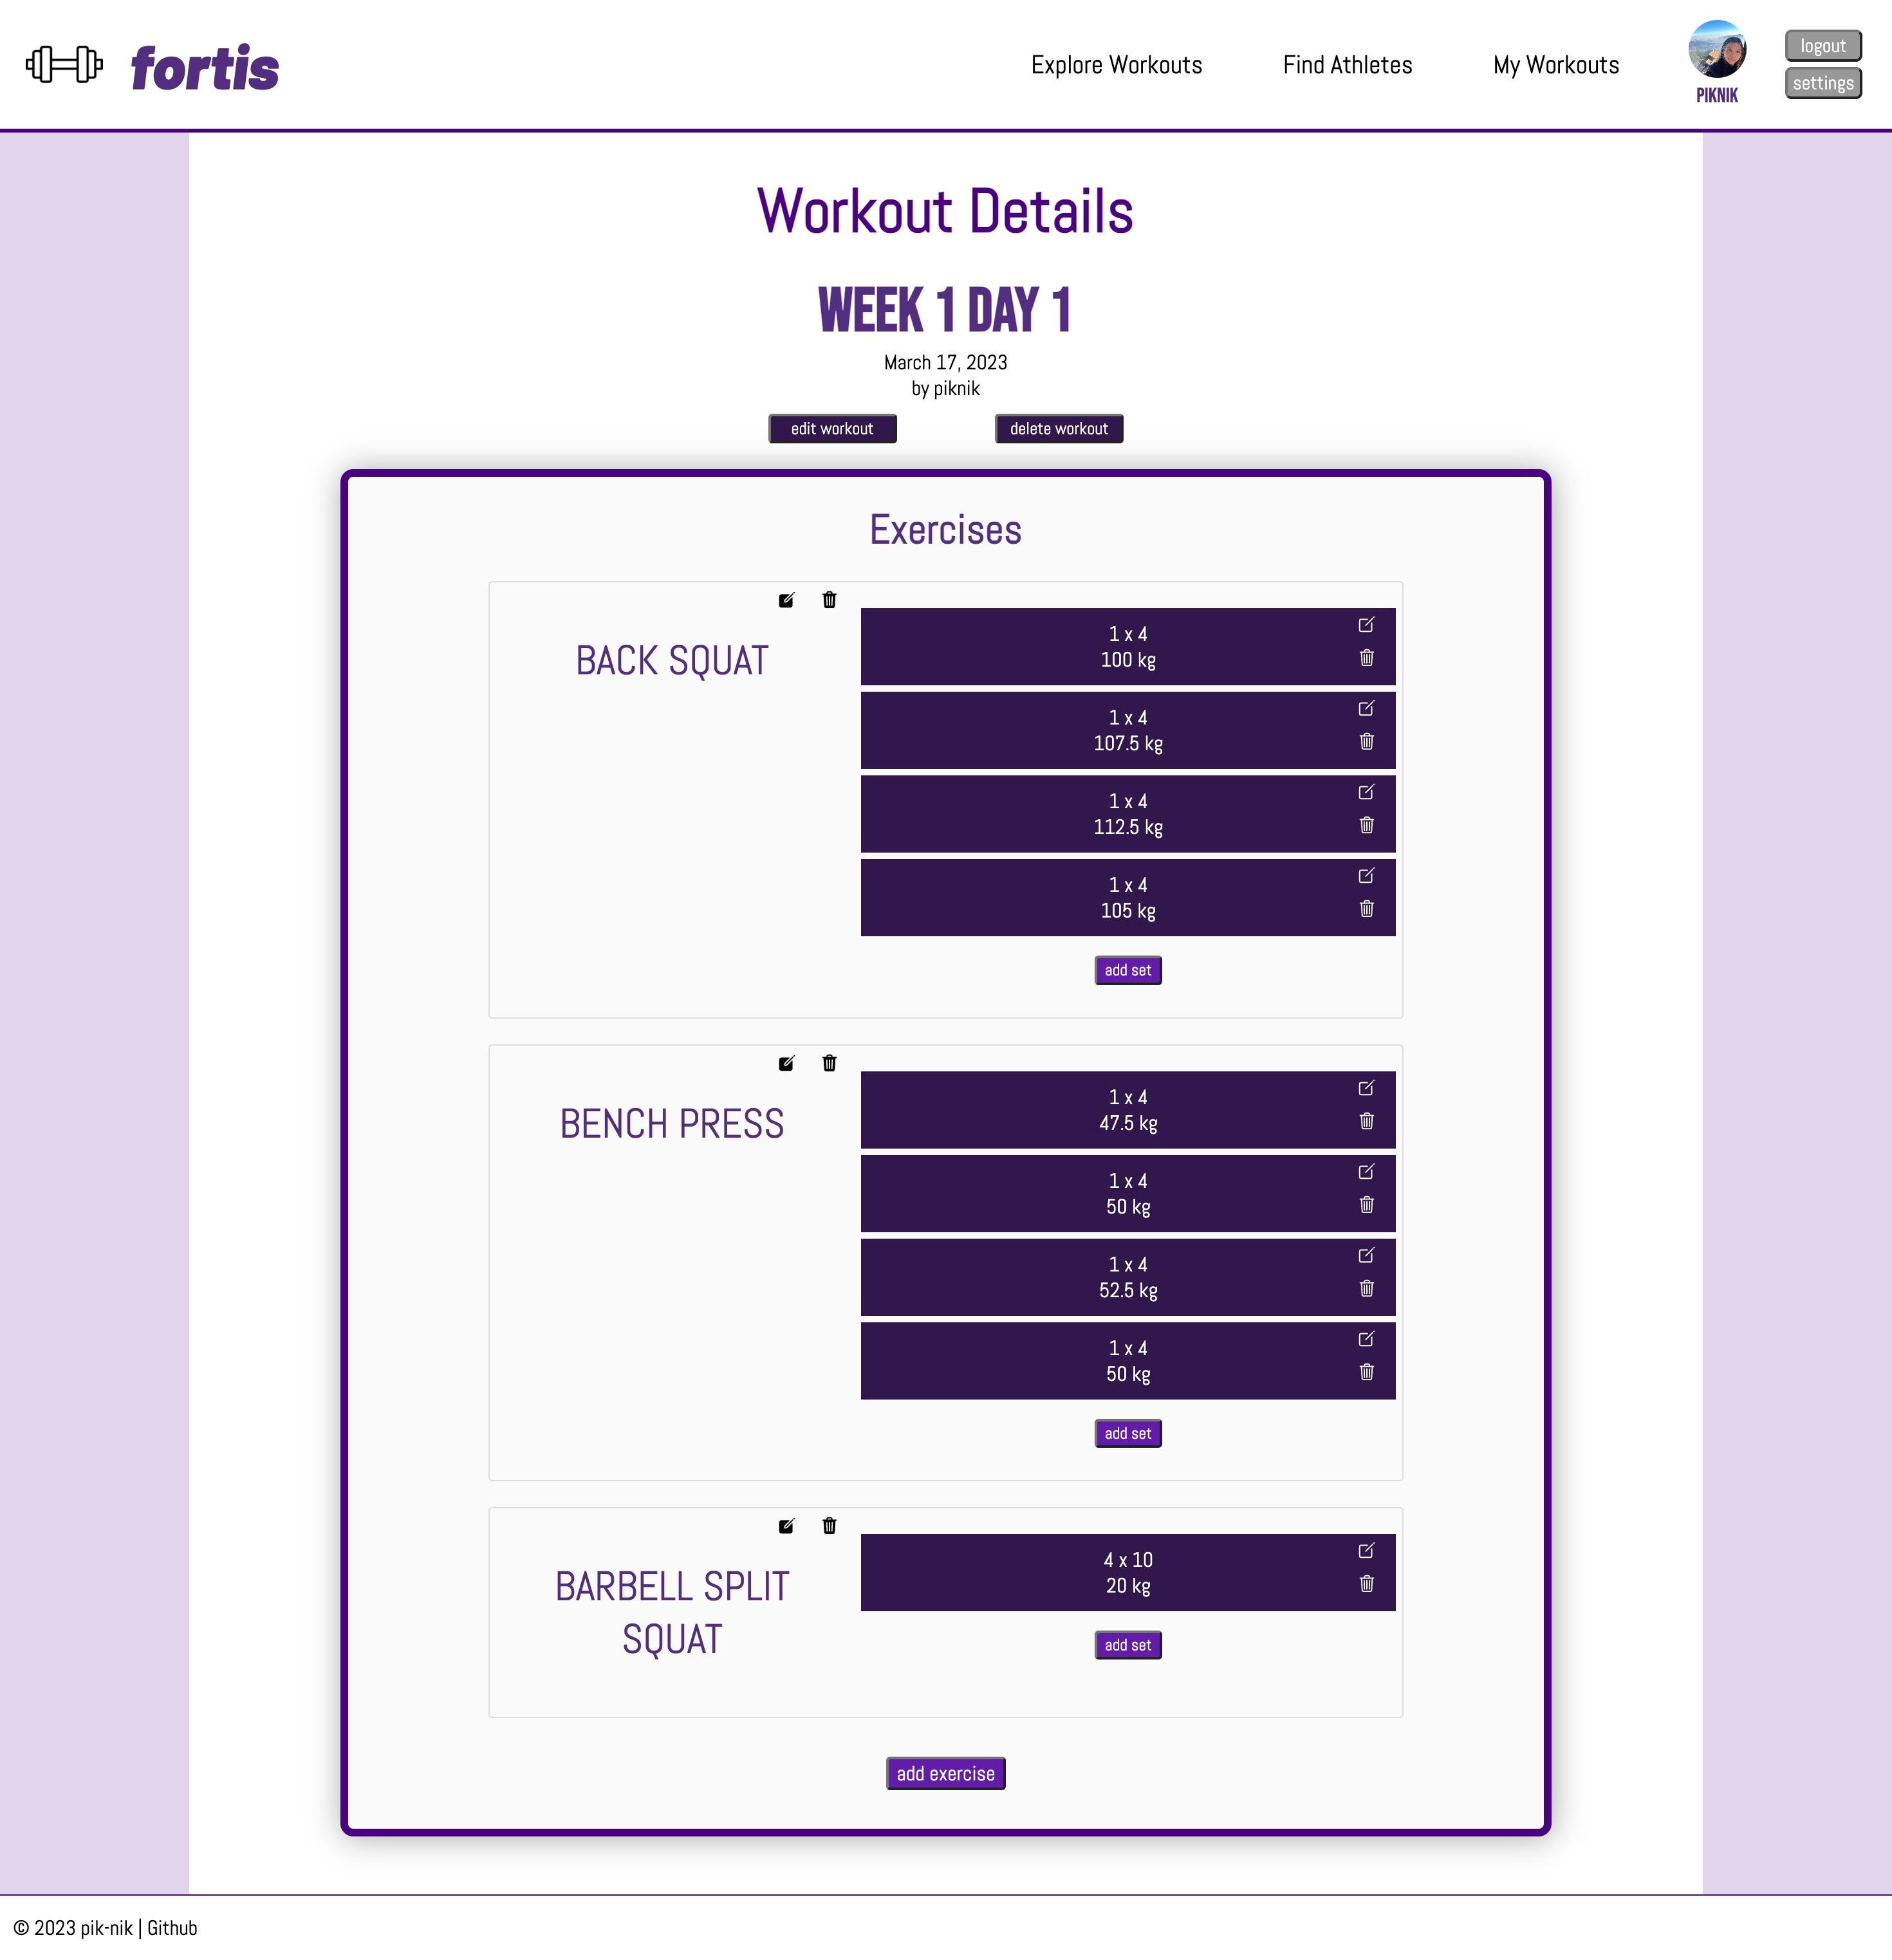 fortis
Explore Workouts
Find Athletes
My Workouts
PIKNIK
logout
settings
Workout Details
WEEK 1 DAY 1
March 17, 2023
by piknik
edit workout
delete workout
Exercises
BACK SQUAT
1 x 4
100 kg
1 x 4
107.5 kg
1 x 4
112.5 kg
1 x 4
105 kg
add set
BENCH PRESS
1 x 4
47.5 kg
1 x 4
50 kg
1 x 4
52.5 kg
1 x 4
50 kg
add set
BARBELL SPLIT
SQUAT
4 x 10
20 kg
add set
add exercise
© 2023 pik-nik | Github